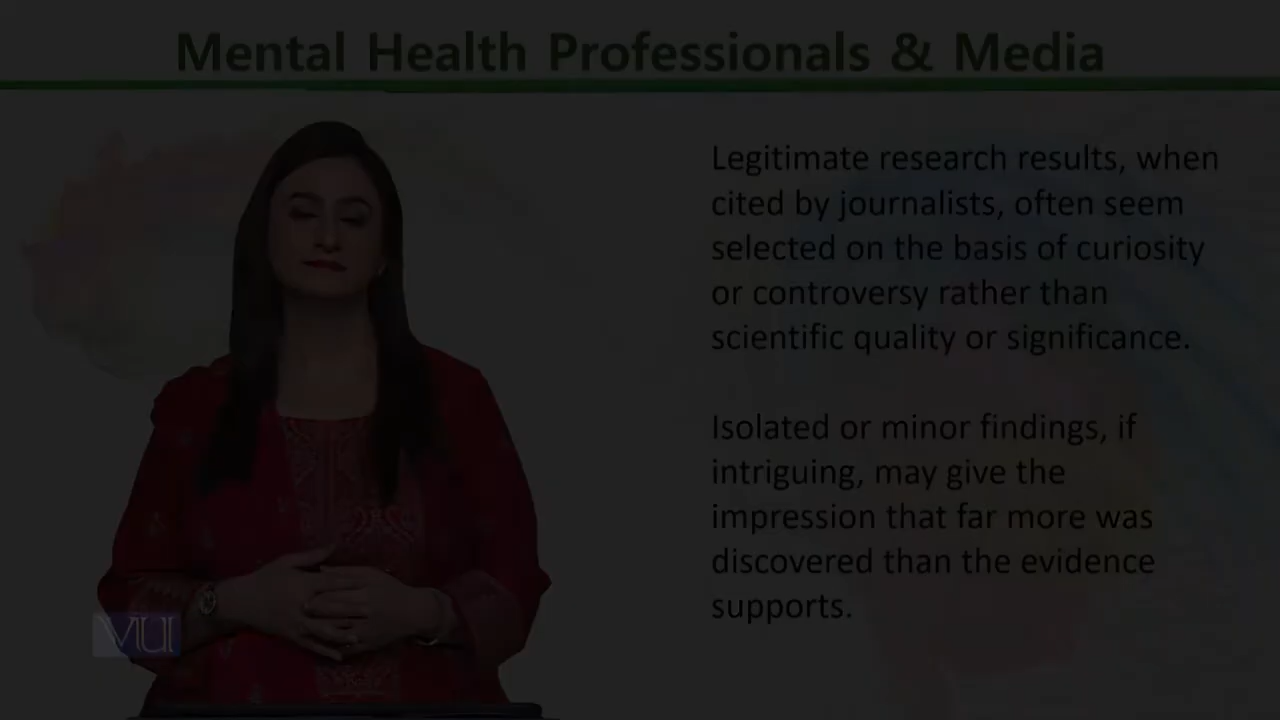 Mental Health Professionals & Media
Legitimate research results, when
cited by journalists, often seem
selected on the basis of curiosity
or controversy rather than
scientific quality or significance.
Isolated or minor findings, if
intriguing, may give the
impression that far more was
discovered than the evidence
supports.
VUI